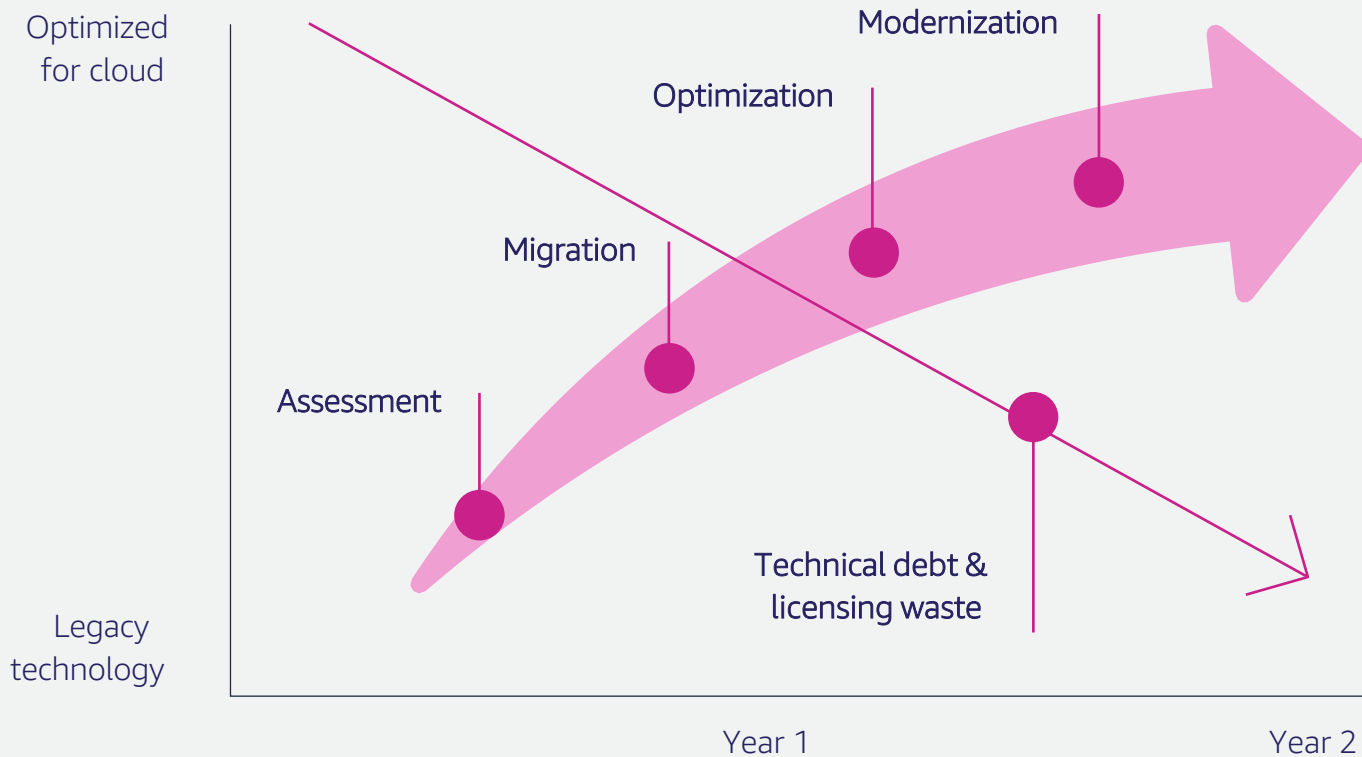 Optimized
for cloud
Modernization
Optimization
Migration
Assessment
Technical debt &
licensing waste
Legacy
technology
Year 1
Year 2